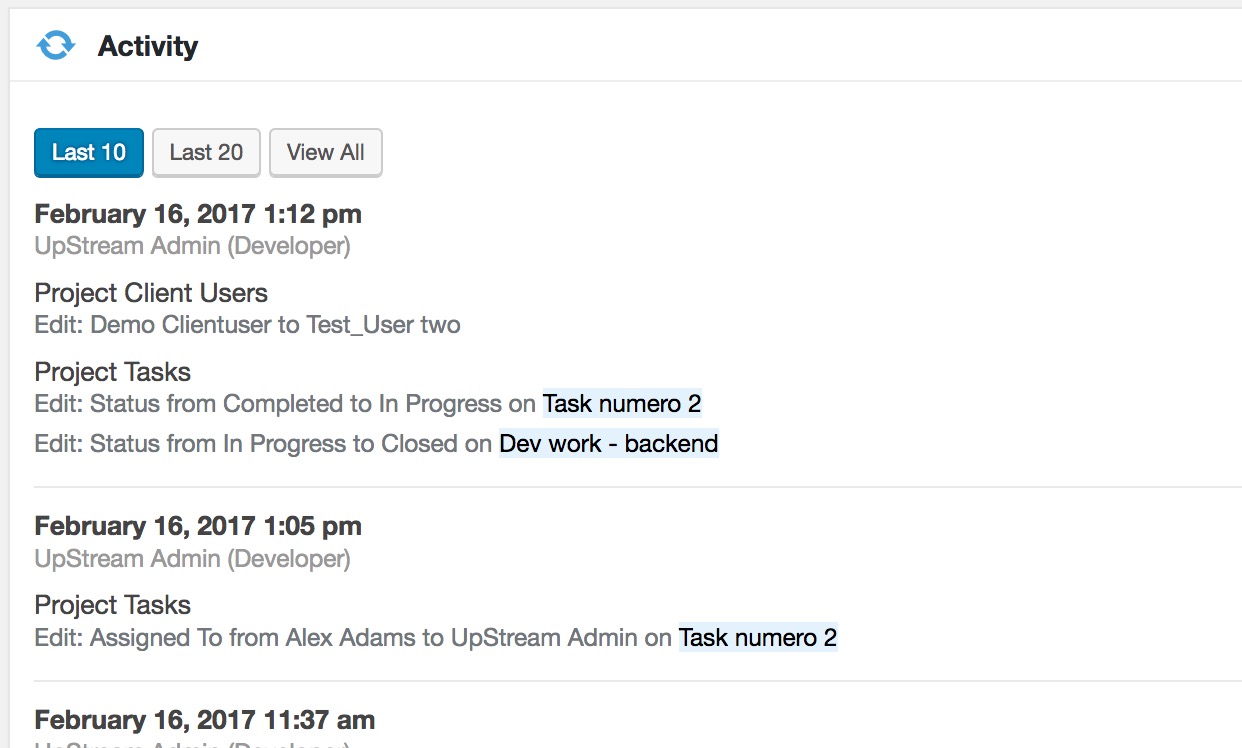 Activity
Last 10 Last 20 View All
February 16, 2017 1:12 pm
UpStream Admin (Developer)
Project Client Users
Edit: Demo Clientuser to Test_User two
Project Tasks
Edit: Status from Completed to In Progress on Task numero 2
Edit: Status from In Progress to Closed on Dev work - backend
February 16, 2017 1:05 pm
UpStream Admin (Developer)
Project Tasks
Edit: Assigned To from Alex Adams to UpStream Admin on Task numero 2
February 16, 2017 11:37 am
UpStream Admin (Developer)